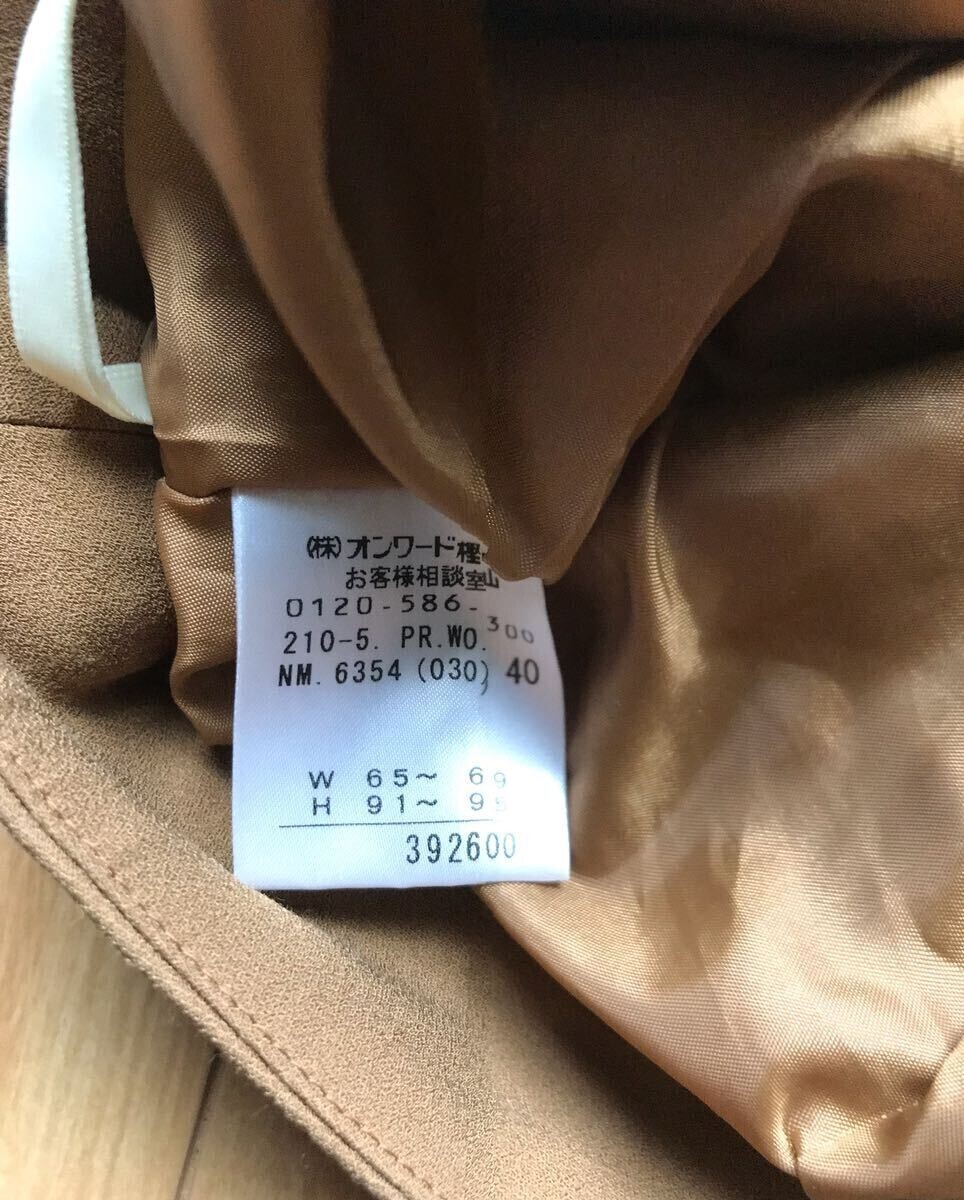 (株)オンワード樫山
お客様相談室
0120-586-300
210-5. PR.WO.
NM. 6354 (030) 40
W 65～ 69
H 91～ 95
392600